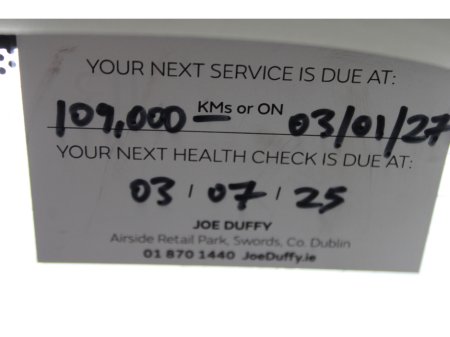 YOUR NEXT SERVICE IS DUE AT:
109,000 KMs or ON 03/01/27
YOUR NEXT HEALTH CHECK IS DUE AT:
03 / 07 / 25
JOE DUFFY
Airside Retail Park, Swords, Co. Dublin
01 870 1440 JoeDuffy.ie